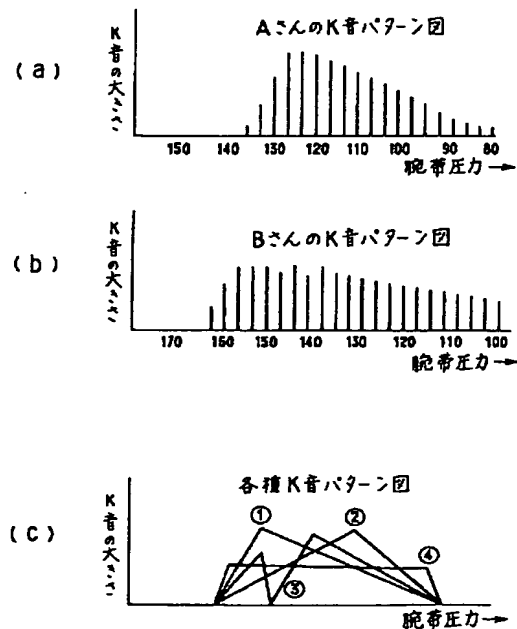 (a)
AさんのK音パターン図
K音の大きさ
150 140 130 120 110 100 90 80
腕帯圧力→
(b)
BさんのK音パターン図
K音の大きさ
170 160 150 140 130 120 110 100
腕帯圧力→
(c)
各種K音パターン図
K音の大きさ
① ② ③ ④
腕帯圧力→